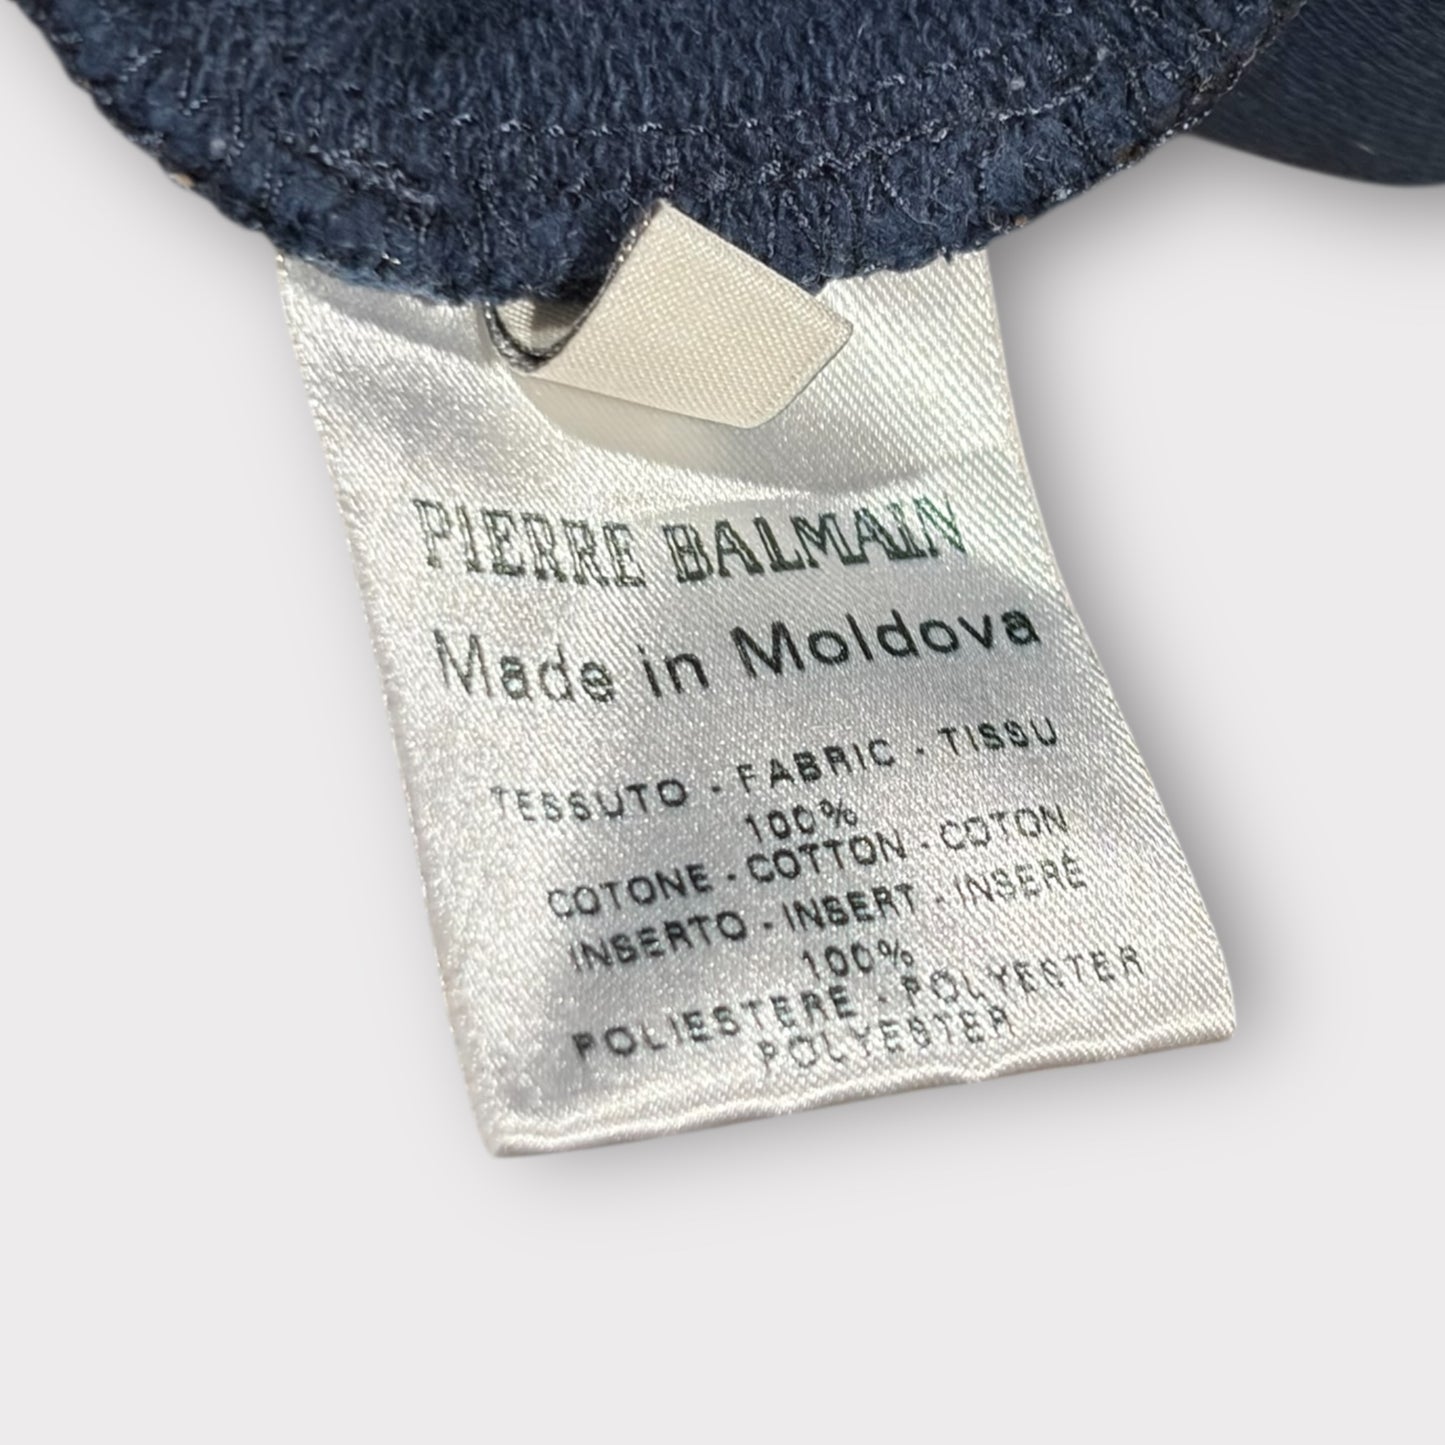 PIERRE BALMAIN
Made in Moldova
TESSUTO - FABRIC - TISSU
100%
COTONE - COTTON - COTON
INSERTO - INSERT - INSERÉ
100%
POLIESTERE - POLYESTER
POLYESTER